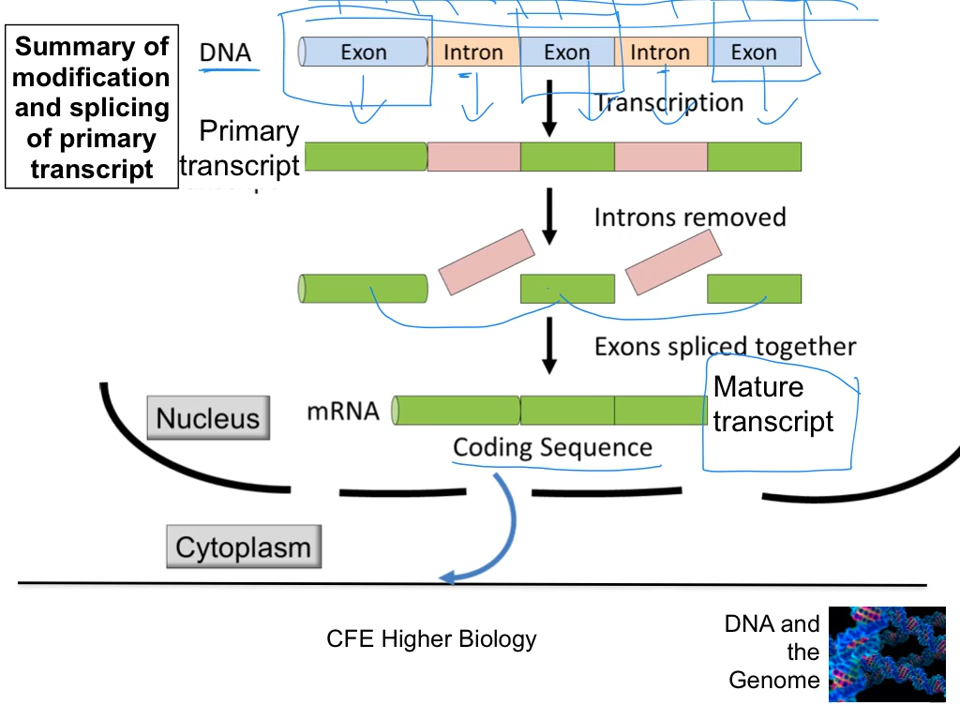 Summary of
modification
and splicing
of primary
transcript
DNA
Exon
Intron
Exon
Intron
Exon
Transcription
Primary
transcript
Introns removed
Exons spliced together
Nucleus
mRNA
Mature
transcript
Coding Sequence
Cytoplasm
CFE Higher Biology
DNA and
the
Genome